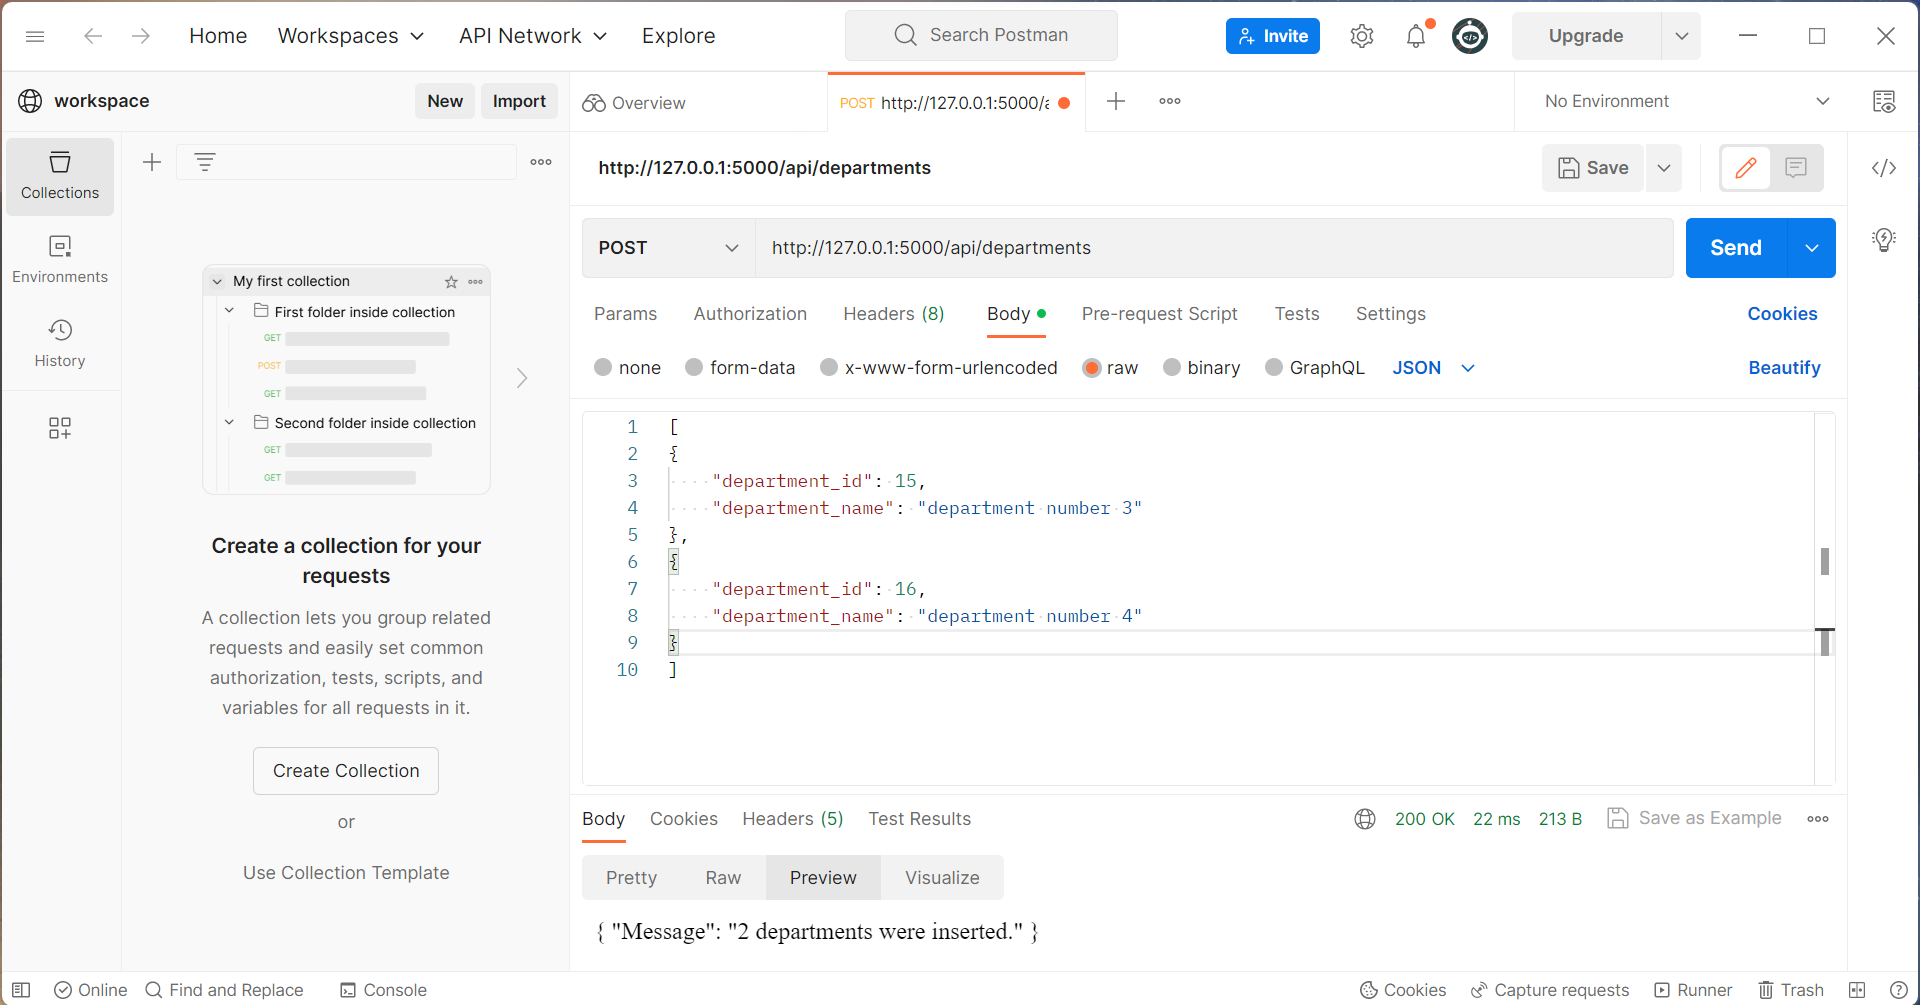 Home Workspaces API Network Explore Search Postman Invite Upgrade
workspace New Import
Overview POST http://127.0.0.1:5000/a No Environment
Collections
Environments
History
My first collection
First folder inside collection
GET
POST
GET
Second folder inside collection
GET
GET
Create a collection for your
requests
A collection lets you group related
requests and easily set common
authorization, tests, scripts, and
variables for all requests in it.
Create Collection
or
Use Collection Template
http://127.0.0.1:5000/api/departments Save
POST http://127.0.0.1:5000/api/departments Send
Params Authorization Headers (8) Body Pre-request Script Tests Settings Cookies
none form-data x-www-form-urlencoded raw binary GraphQL JSON Beautify
1 [
2 {
3 "department_id": 15,
4 "department_name": "department number 3"
5 },
6 {
7 "department_id": 16,
8 "department_name": "department number 4"
9 }
10 ]
Body Cookies Headers (5) Test Results 200 OK 22 ms 213 B Save as Example
Pretty Raw Preview Visualize
{ "Message": "2 departments were inserted." }
Online Find and Replace Console Cookies Capture requests Runner Trash